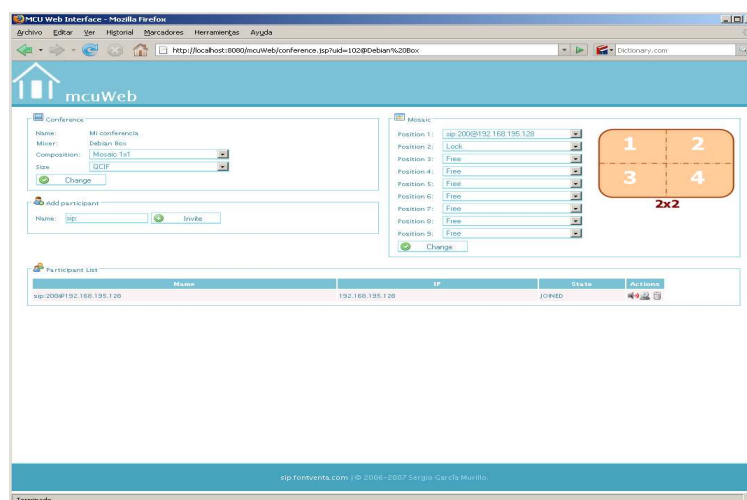 MCU Web Interface - Mozilla Firefox
Archivo Editar Ver Historial Marcadores Herramientas Ayuda
http://localhost:8080/mcuWeb/conference.jsp?uid=102@Debian%20Box
Dictionary.com
mcuWeb
Conference
Name: Mi conferencia
Mixer: Debian Box
Composition: Mosaic 1x1
Size QCIF
Change
Add participant
Name: sip: Invite
Mosaic
Position 1: sip:200@192.168.195.128
Position 2: Lock
Position 3: Free
Position 4: Free
Position 5: Free
Position 6: Free
Position 7: Free
Position 8: Free
Position 9: Free
Change
1 2
3 4
2x2
Participant List
Name IP State Actions
sip:200@192.168.195.128 192.168.195.128 JOINED
sip.fontventa.com | © 2006-2007 Sergio García Murillo.
Terminado